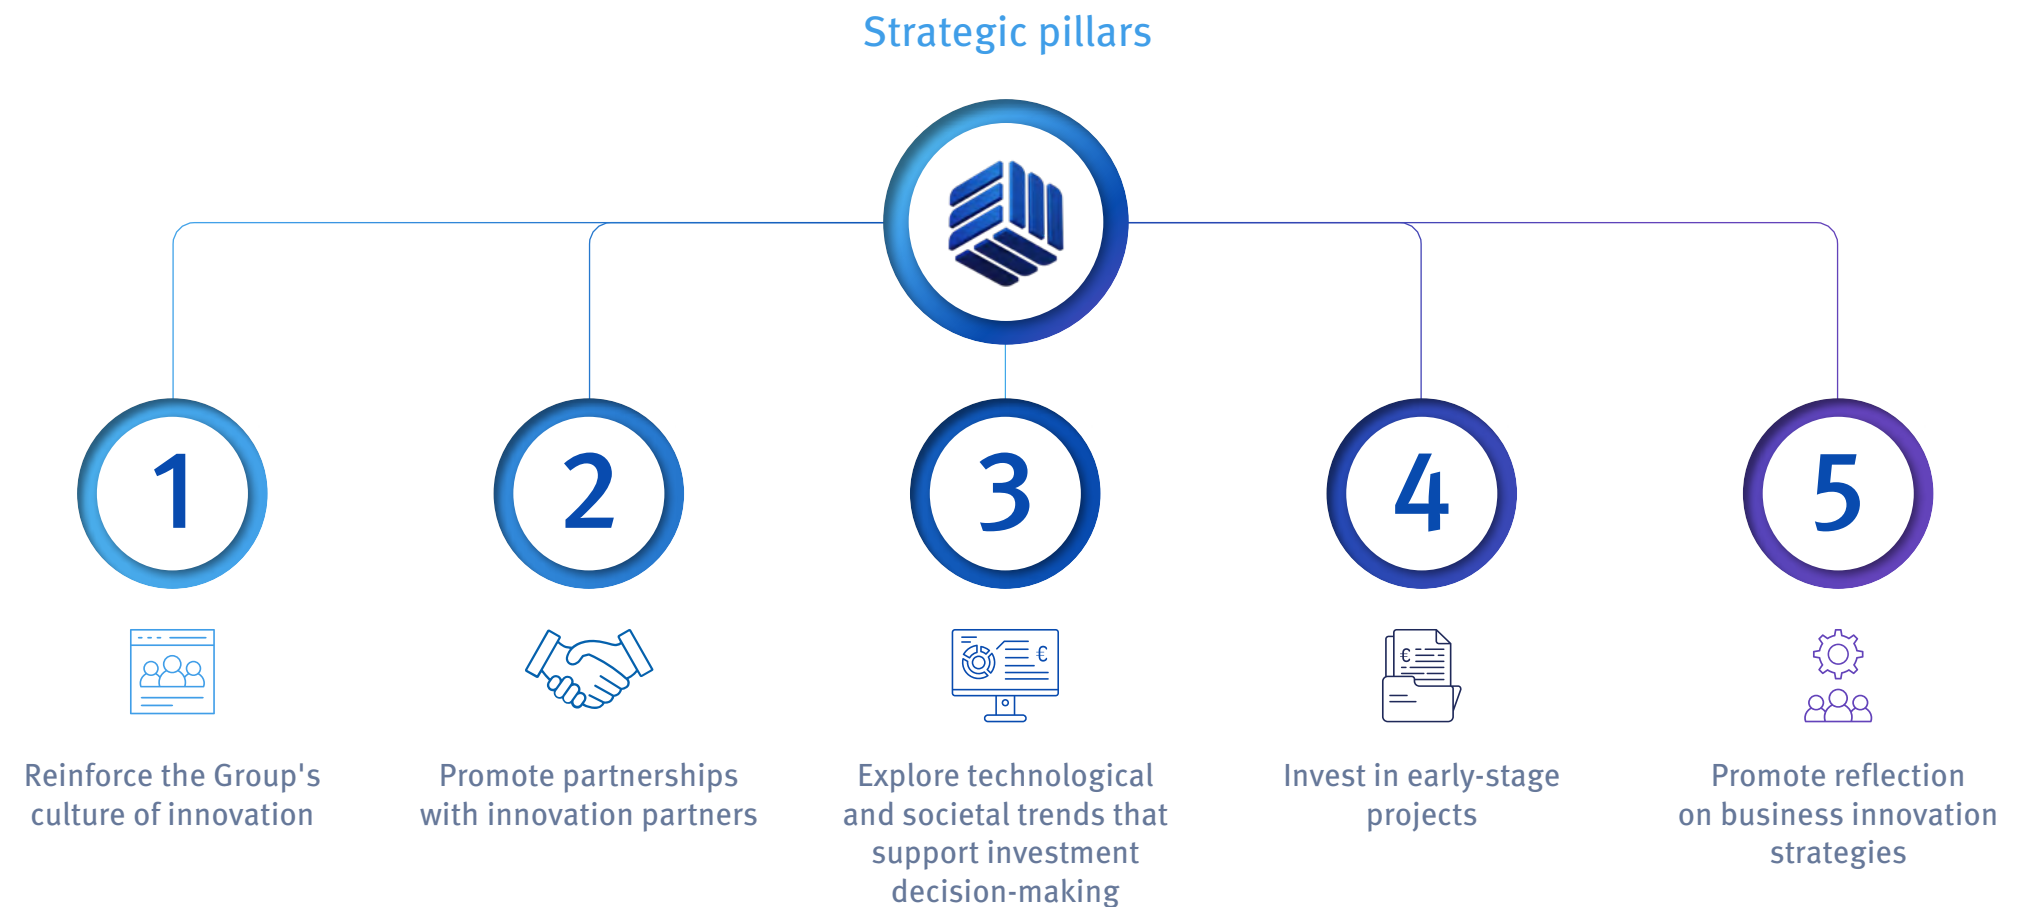 Strategic pillars
1
2
3
4
5
€
€
Reinforce the Group's
culture of innovation
Promote partnerships
with innovation partners
Explore technological
and societal trends that
support investment
decision-making
Invest in early-stage
projects
Promote reflection
on business innovation
strategies